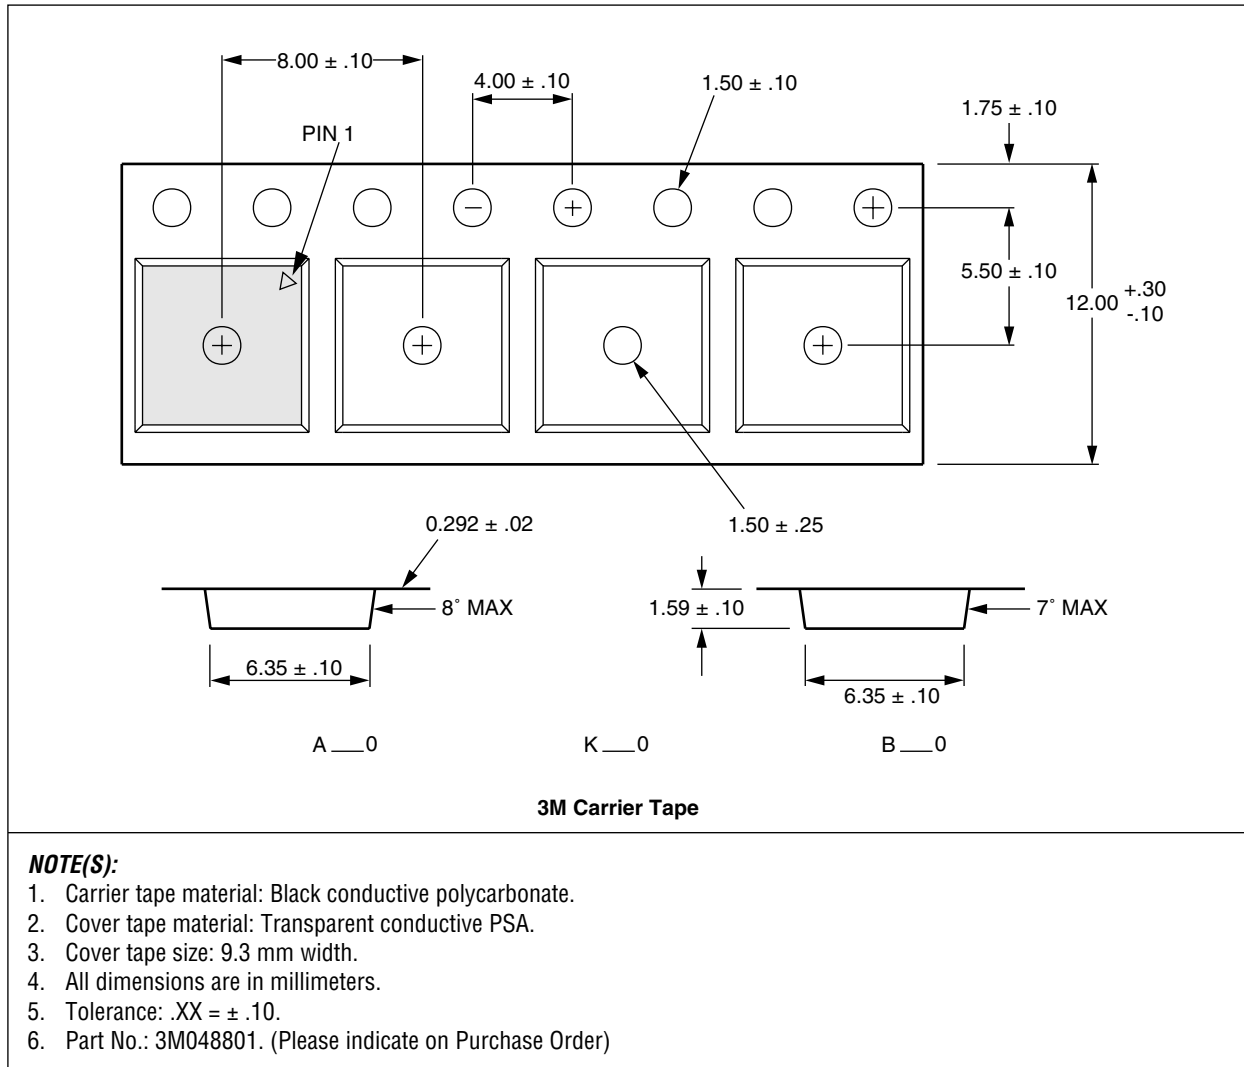 8.00 ± .10
4.00 ± .10
1.50 ± .10
1.75 ± .10
PIN 1
5.50 ± .10
12.00 +.30 -.10
0.292 ± .02
1.50 ± .25
8° MAX
1.59 ± .10
7° MAX
6.35 ± .10
6.35 ± .10
A __0
K __0
B __0
3M Carrier Tape
NOTE(S):
1. Carrier tape material: Black conductive polycarbonate.
2. Cover tape material: Transparent conductive PSA.
3. Cover tape size: 9.3 mm width.
4. All dimensions are in millimeters.
5. Tolerance: .XX = ± .10.
6. Part No.: 3M048801. (Please indicate on Purchase Order)